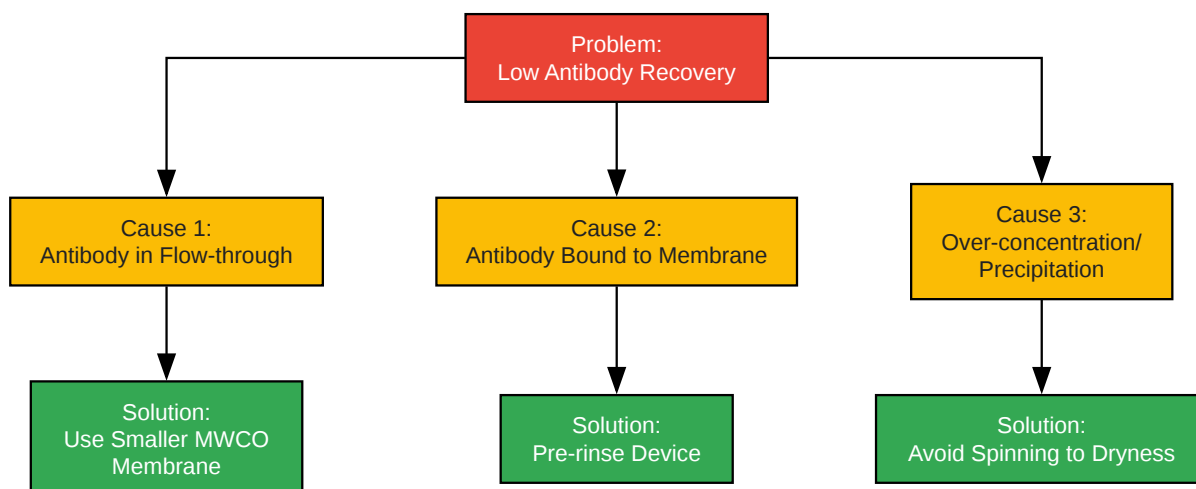 Problem:
Low Antibody Recovery
Cause 1:
Antibody in Flow-through
Cause 2:
Antibody Bound to Membrane
Cause 3:
Over-concentration/
Precipitation
Solution:
Use Smaller MWCO
Membrane
Solution:
Pre-rinse Device
Solution:
Avoid Spinning to Dryness